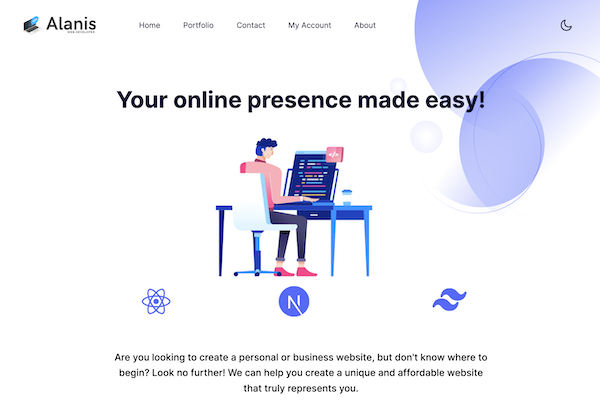 Alanis
WEB DEVELOPER
Home Portfolio Contact My Account About
Your online presence made easy!
</>
N
Are you looking to create a personal or business website, but don't know where to
begin? Look no further! We can help you create a unique and affordable website
that truly represents you.